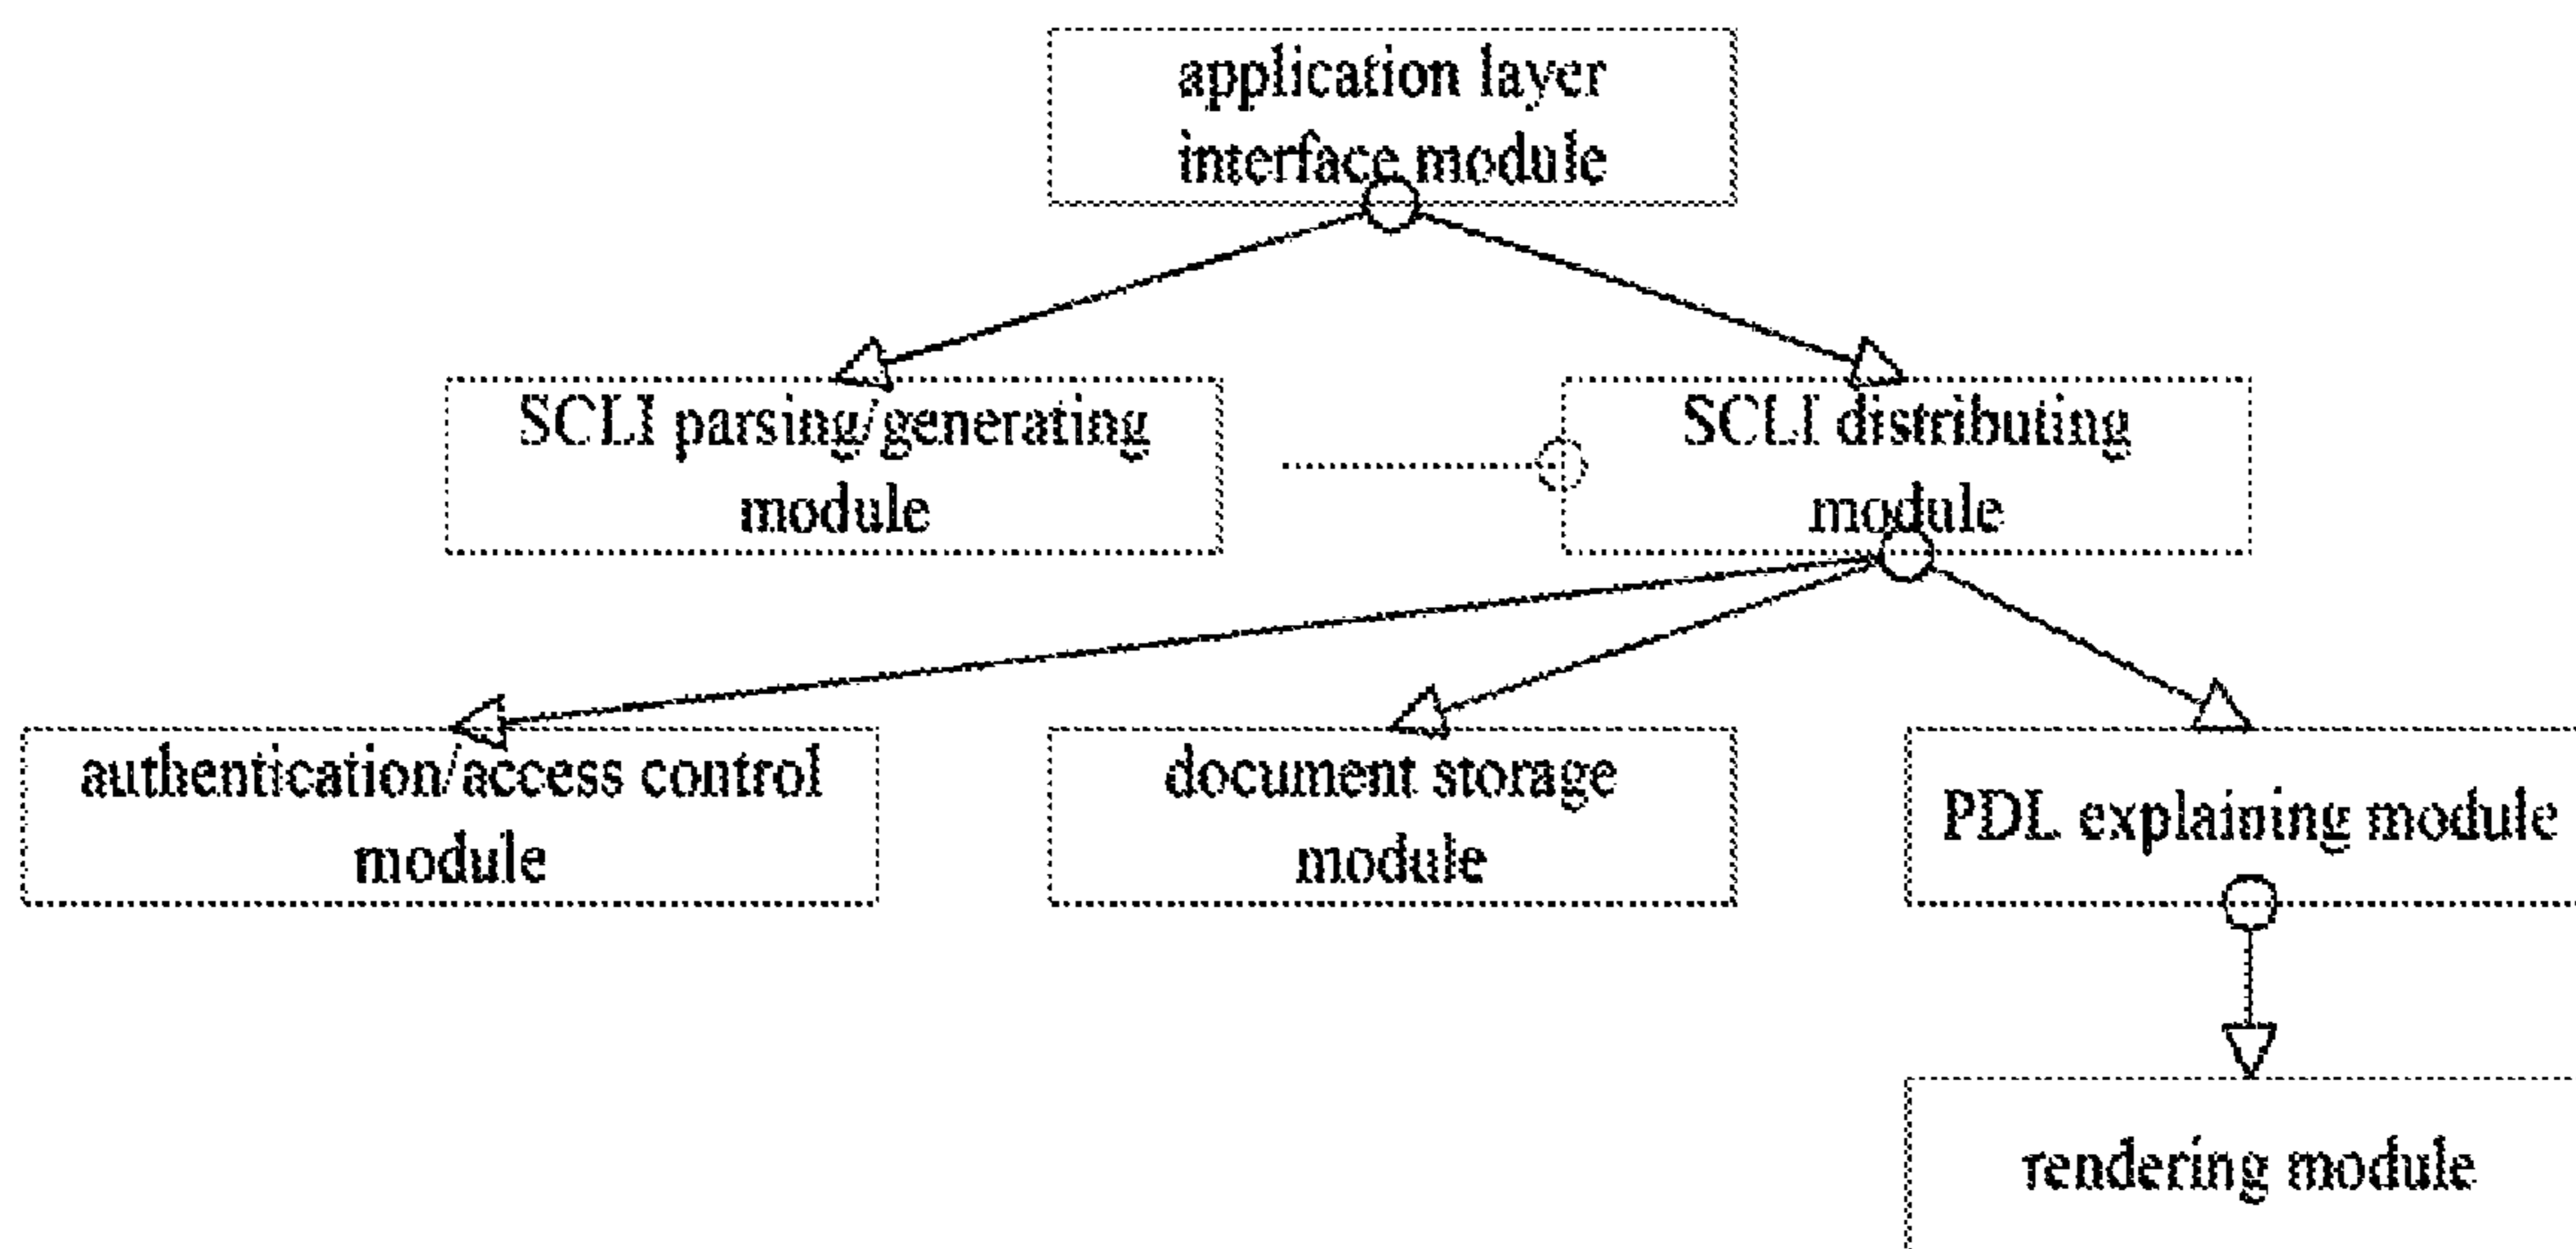 application layer
interface module
SCLI parsing/generating
module
SCLI distributing
module
authentication/access control
module
document storage
module
PDL explaining module
rendering module